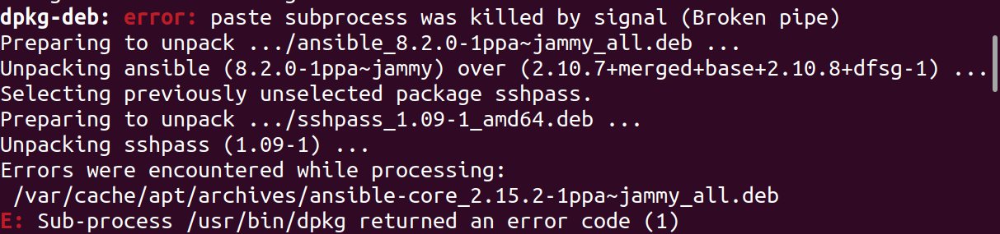 dpkg-deb: error: paste subprocess was killed by signal (Broken pipe)
Preparing to unpack .../ansible_8.2.0-1ppa~jammy_all.deb ...
Unpacking ansible (8.2.0-1ppa~jammy) over (2.10.7+merged+base+2.10.8+dfsg-1) ...
Selecting previously unselected package sshpass.
Preparing to unpack .../sshpass_1.09-1_amd64.deb ...
Unpacking sshpass (1.09-1) ...
Errors were encountered while processing:
 /var/cache/apt/archives/ansible-core_2.15.2-1ppa~jammy_all.deb
E: Sub-process /usr/bin/dpkg returned an error code (1)